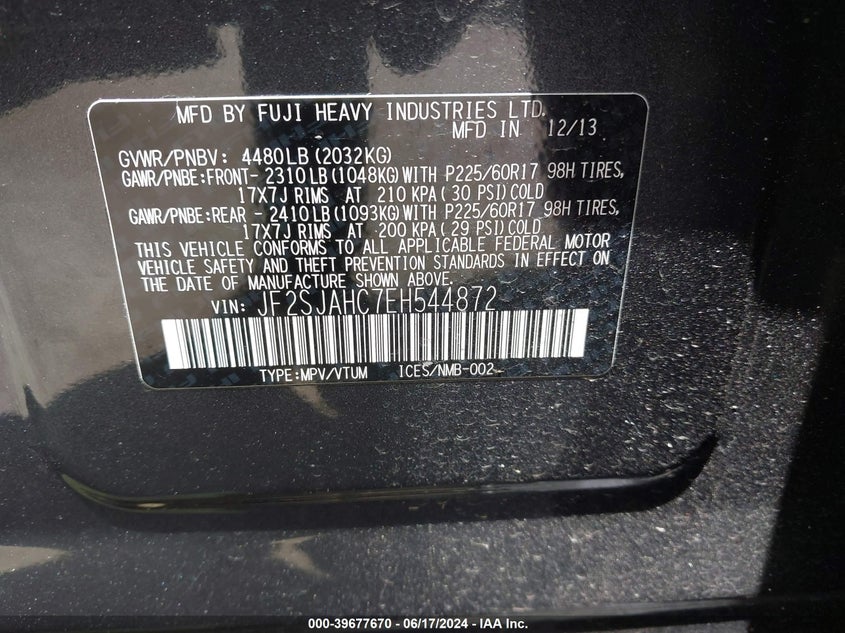 MFD BY FUJI HEAVY INDUSTRIES LTD.
MFD IN 12/13
GVWR/PNBV: 4480LB(2032KG)
GAWR/PNBE:FRONT- 2310LB(1048KG)WITH P225/60R17 98H TIRES,
17X7J RIMS AT 210 KPA( 30 PSI)COLD
GAWR/PNBE:REAR - 2410LB(1093KG)WITH P225/60R17 98H TIRES,
17X7J RIMS AT 200 KPA( 29 PSI)COLD
THIS VEHICLE CONFORMS TO ALL APPLICABLE FEDERAL MOTOR
VEHICLE SAFETY AND THEFT PREVENTION STANDARDS IN EFFECT ON
THE DATE OF MANUFACTURE SHOWN ABOVE.
VIN: JF2SJAHC7EH544872
TYPE:MPV/VTUM ICES/NMB-002
000-39677670 - 06/17/2024 - IAA Inc.